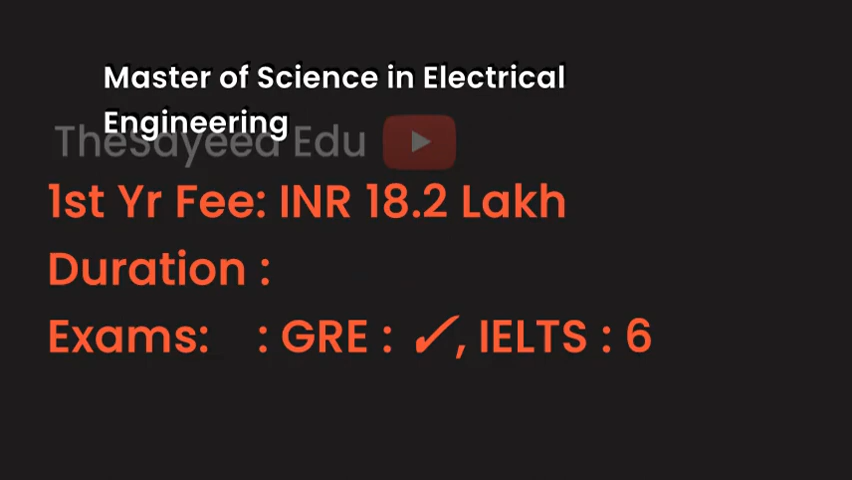 Master of Science in Electrical
Engineering
TheSayeed Edu
1st Yr Fee: INR 18.2 Lakh
Duration :
Exams: : GRE : ✓, IELTS : 6